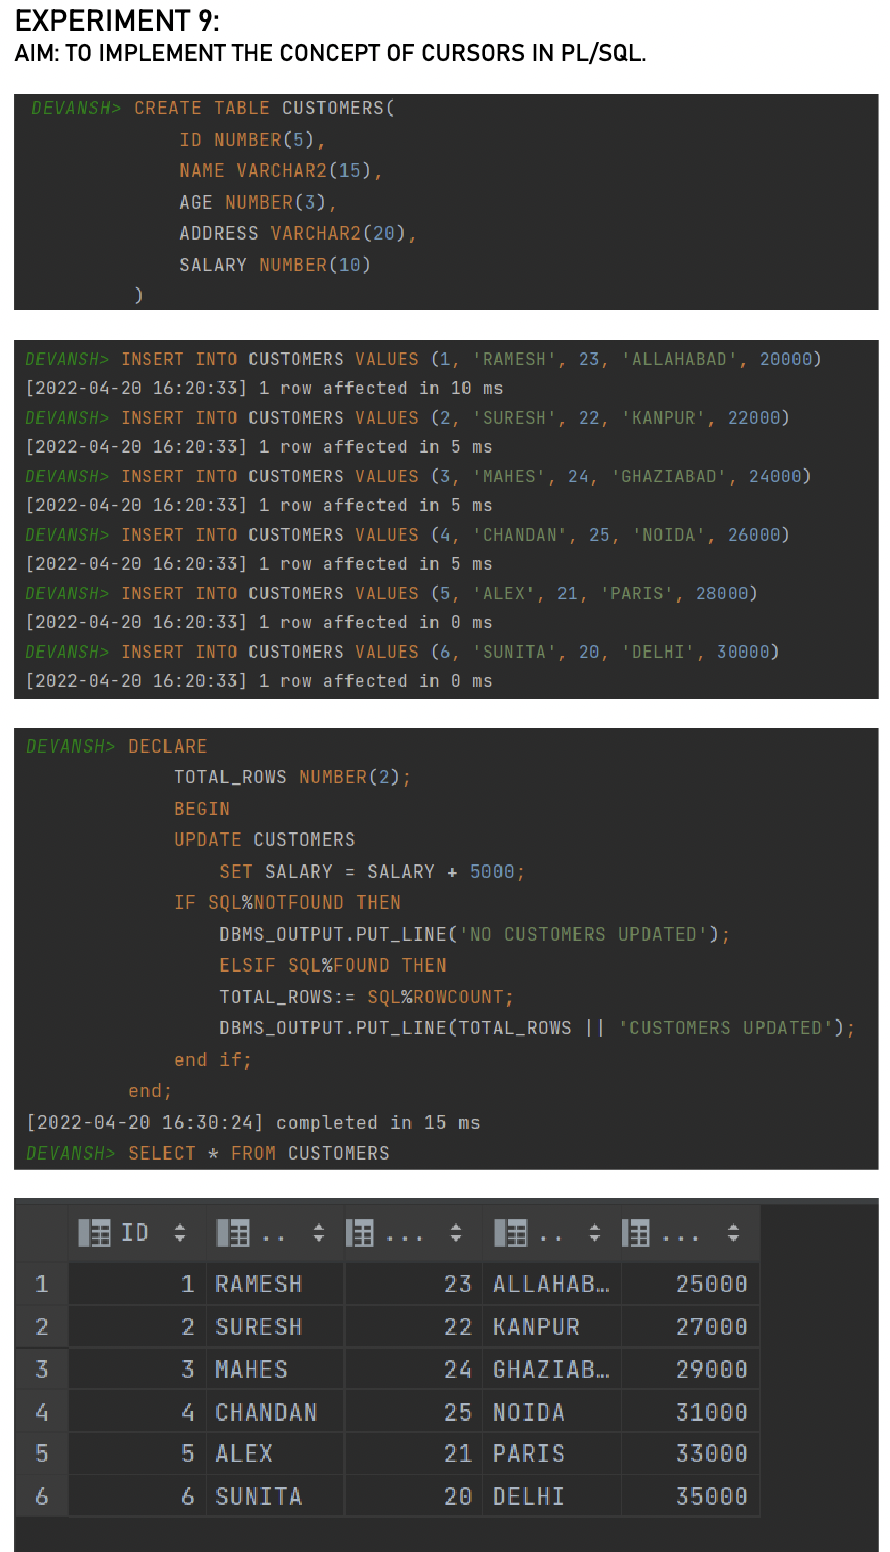 EXPERIMENT 9:
AIM: TO IMPLEMENT THE CONCEPT OF CURSORS IN PL/SQL.
DEVANSH> CREATE TABLE CUSTOMERS(
ID NUMBER(5),
NAME VARCHAR2(15),
AGE NUMBER(3),
ADDRESS VARCHAR2(20),
SALARY NUMBER(10)
)
DEVANSH> INSERT INTO CUSTOMERS VALUES (1, 'RAMESH', 23, 'ALLAHABAD', 20000)
[2022-04-20 16:20:33] 1 row affected in 10 ms
DEVANSH> INSERT INTO CUSTOMERS VALUES (2, 'SURESH', 22, 'KANPUR', 22000)
[2022-04-20 16:20:33] 1 row affected in 5 ms
DEVANSH> INSERT INTO CUSTOMERS VALUES (3, 'MAHES', 24, 'GHAZIABAD', 24000)
[2022-04-20 16:20:33] 1 row affected in 5 ms
DEVANSH> INSERT INTO CUSTOMERS VALUES (4, 'CHANDAN', 25, 'NOIDA', 26000)
[2022-04-20 16:20:33] 1 row affected in 5 ms
DEVANSH> INSERT INTO CUSTOMERS VALUES (5, 'ALEX', 21, 'PARIS', 28000)
[2022-04-20 16:20:33] 1 row affected in 0 ms
DEVANSH> INSERT INTO CUSTOMERS VALUES (6, 'SUNITA', 20, 'DELHI', 30000)
[2022-04-20 16:20:33] 1 row affected in 0 ms
DEVANSH> DECLARE
TOTAL_ROWS NUMBER(2);
BEGIN
UPDATE CUSTOMERS
SET SALARY = SALARY + 5000;
IF SQL%NOTFOUND THEN
DBMS_OUTPUT.PUT_LINE('NO CUSTOMERS UPDATED');
ELSIF SQL%FOUND THEN
TOTAL_ROWS:= SQL%ROWCOUNT;
DBMS_OUTPUT.PUT_LINE(TOTAL_ROWS || 'CUSTOMERS UPDATED');
end if;
end;
[2022-04-20 16:30:24] completed in 15 ms
DEVANSH> SELECT * FROM CUSTOMERS
ID .. ... .. ...
1 1 RAMESH 23 ALLAHAB… 25000
2 2 SURESH 22 KANPUR 27000
3 3 MAHES 24 GHAZIAB… 29000
4 4 CHANDAN 25 NOIDA 31000
5 5 ALEX 21 PARIS 33000
6 6 SUNITA 20 DELHI 35000